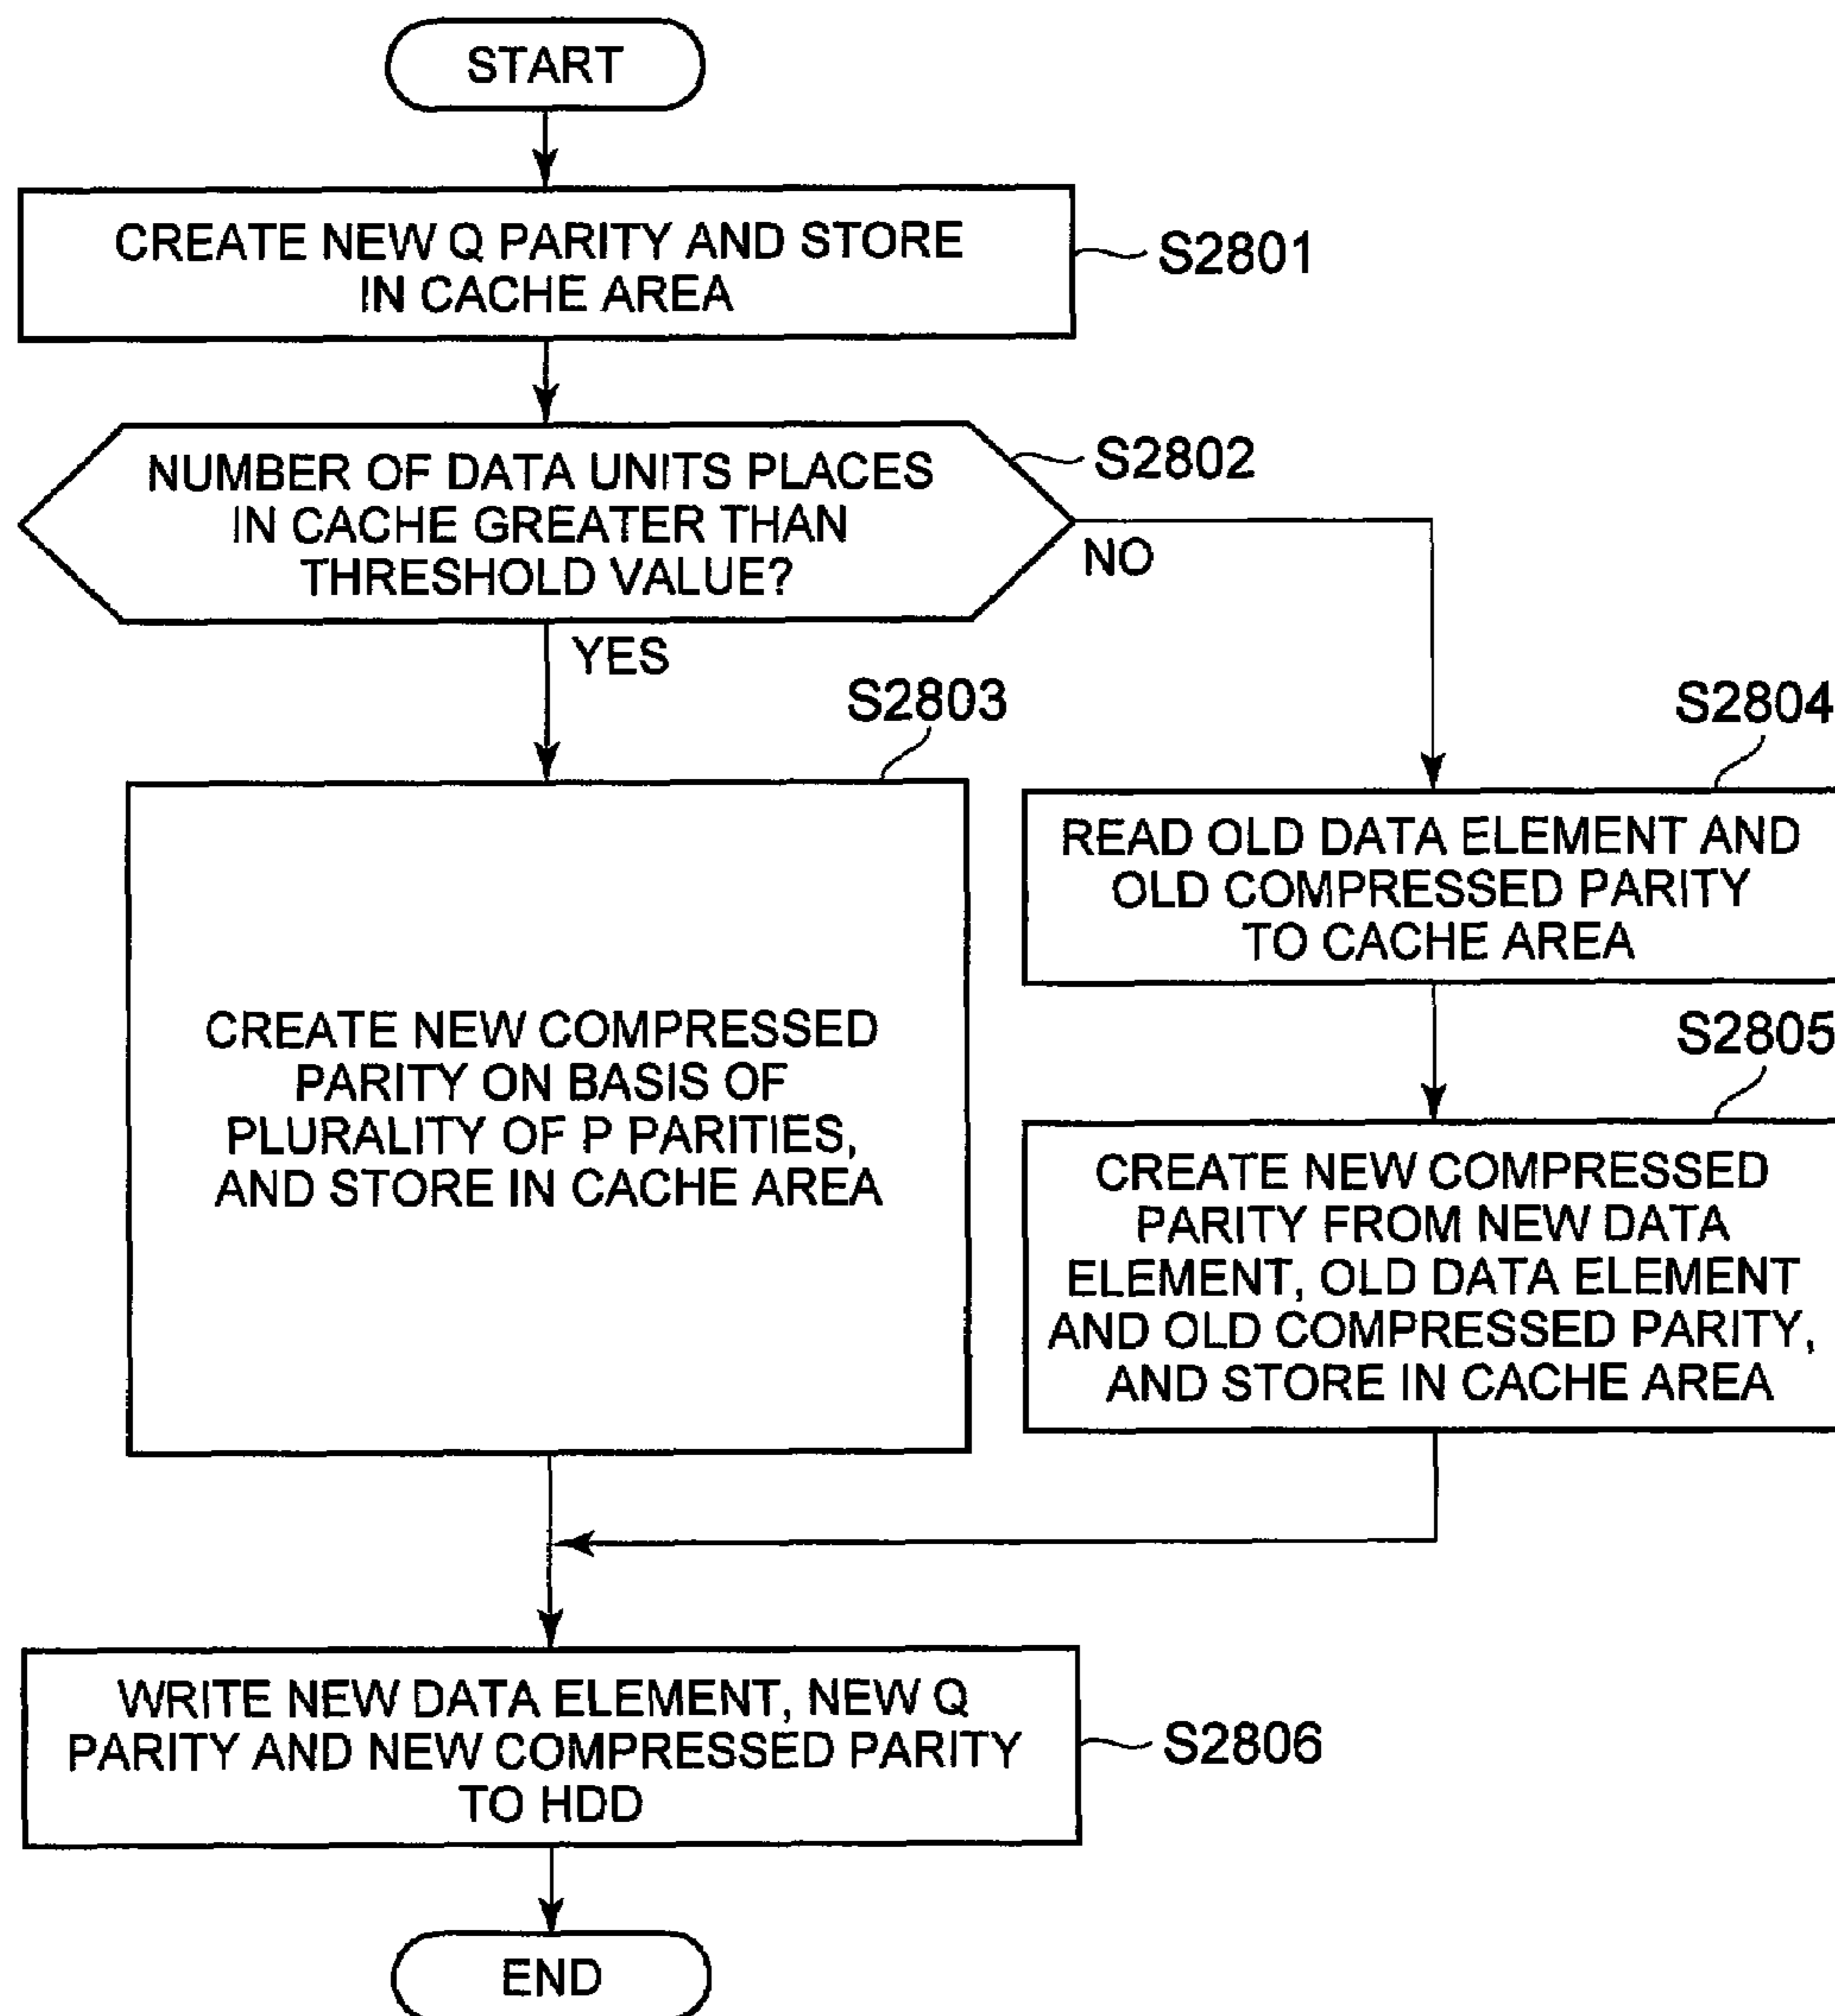 START
CREATE NEW Q PARITY AND STORE
IN CACHE AREA
S2801
NUMBER OF DATA UNITS PLACES
IN CACHE GREATER THAN
THRESHOLD VALUE?
S2802
NO
YES
S2803
CREATE NEW COMPRESSED
PARITY ON BASIS OF
PLURALITY OF P PARITIES,
AND STORE IN CACHE AREA
S2804
READ OLD DATA ELEMENT AND
OLD COMPRESSED PARITY
TO CACHE AREA
S2805
CREATE NEW COMPRESSED
PARITY FROM NEW DATA
ELEMENT, OLD DATA ELEMENT
AND OLD COMPRESSED PARITY,
AND STORE IN CACHE AREA
WRITE NEW DATA ELEMENT, NEW Q
PARITY AND NEW COMPRESSED PARITY
TO HDD
S2806
END